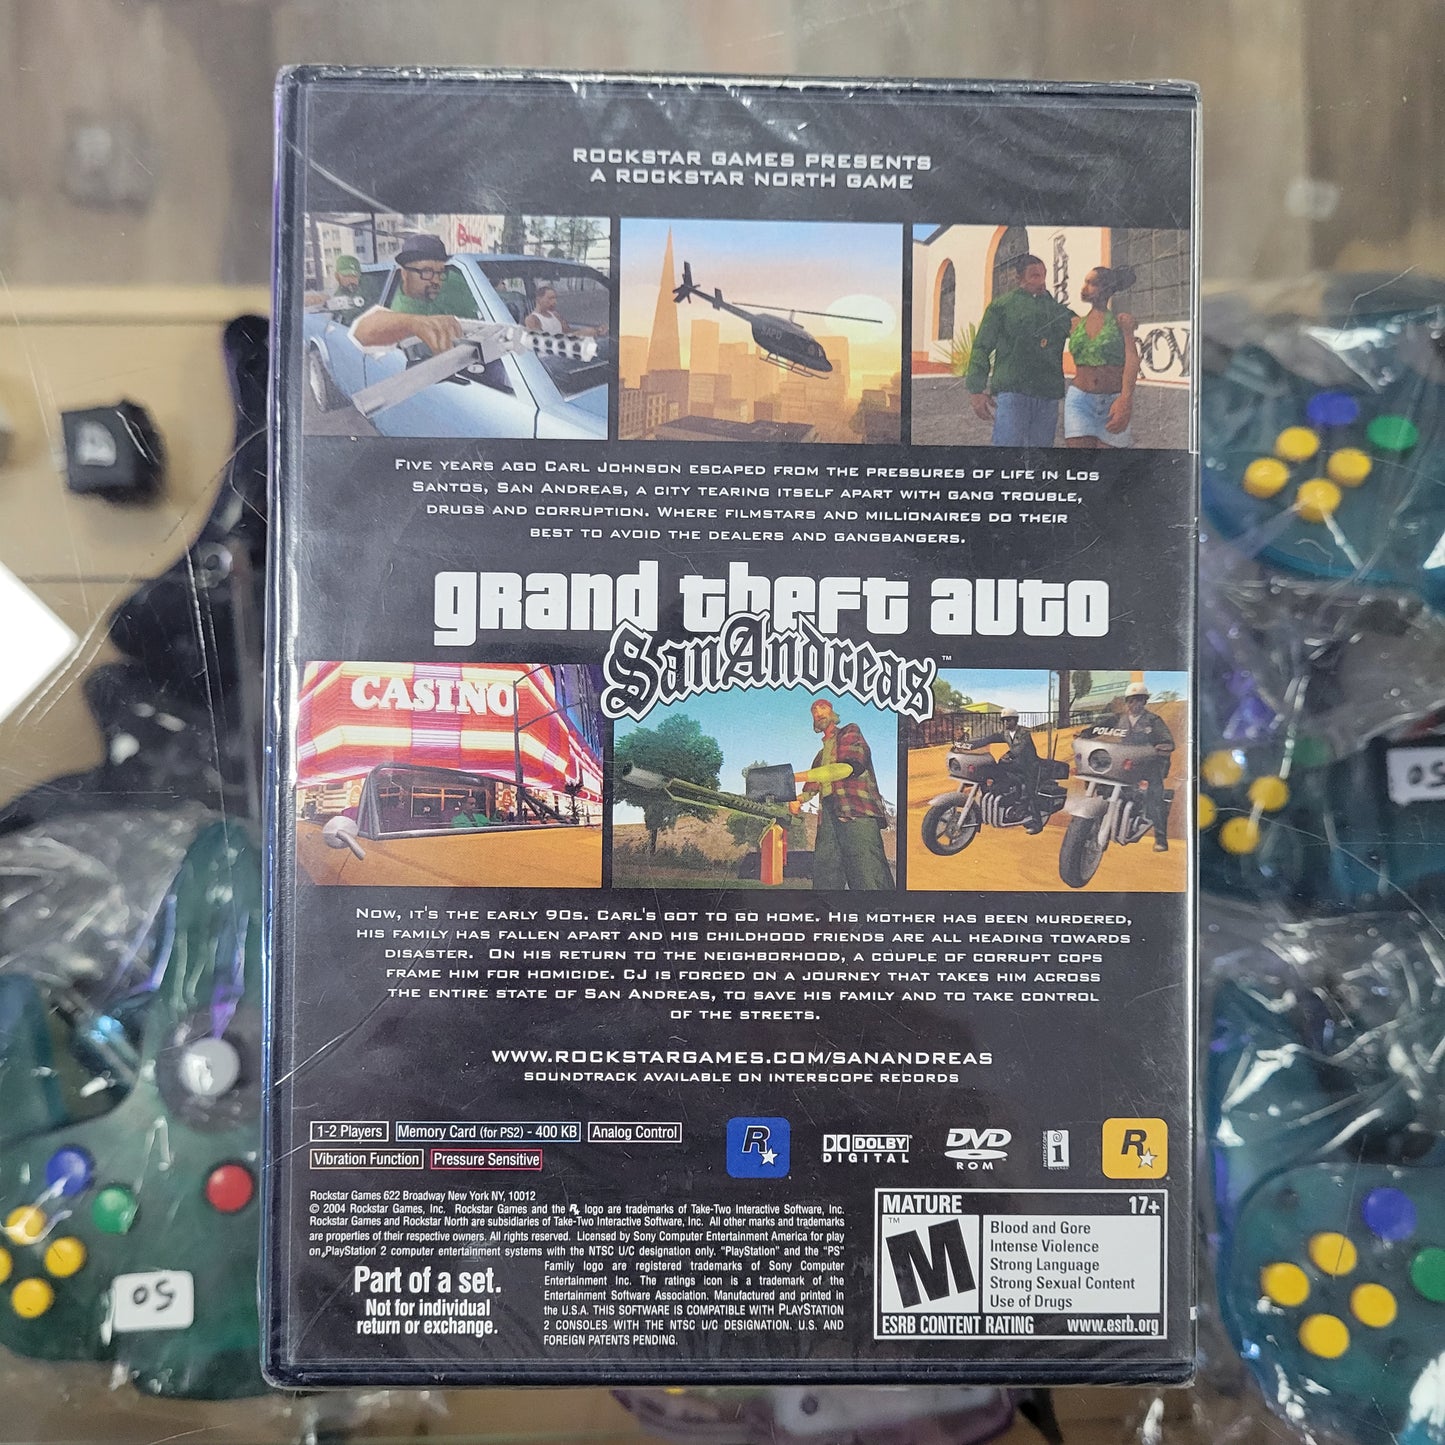 ROCKSTAR GAMES PRESENTS
A ROCKSTAR NORTH GAME
FIVE YEARS AGO CARL JOHNSON ESCAPED FROM THE PRESSURES OF LIFE IN LOS
SANTOS, SAN ANDREAS, A CITY TEARING ITSELF APART WITH GANG TROUBLE,
DRUGS AND CORRUPTION. WHERE FILMSTARS AND MILLIONAIRES DO THEIR
BEST TO AVOID THE DEALERS AND GANGBANGERS.
grand theft auto
San Andreas™
CASINO
POLICE
NOW, IT'S THE EARLY 90S. CARL'S GOT TO GO HOME. HIS MOTHER HAS BEEN MURDERED,
HIS FAMILY HAS FALLEN APART AND HIS CHILDHOOD FRIENDS ARE ALL HEADING TOWARDS
DISASTER. ON HIS RETURN TO THE NEIGHBORHOOD, A COUPLE OF CORRUPT COPS
FRAME HIM FOR HOMICIDE. CJ IS FORCED ON A JOURNEY THAT TAKES HIM ACROSS
THE ENTIRE STATE OF SAN ANDREAS, TO SAVE HIS FAMILY AND TO TAKE CONTROL
OF THE STREETS.
WWW.ROCKSTARGAMES.COM/SANANDREAS
SOUNDTRACK AVAILABLE ON INTERSCOPE RECORDS
1-2 Players Memory Card (for PS2) - 400 KB Analog Control
Vibration Function Pressure Sensitive
R
DOLBY
DIGITAL
DVD
ROM
R
Rockstar Games 622 Broadway New York NY, 10012
© 2004 Rockstar Games, Inc. Rockstar Games and the R logo are trademarks of Take-Two Interactive Software, Inc.
Rockstar Games and Rockstar North are subsidiaries of Take-Two Interactive Software, Inc. All other marks and trademarks
are properties of their respective owners. All rights reserved. Licensed by Sony Computer Entertainment America for play
on PlayStation 2 computer entertainment systems with the NTSC U/C designation only. "PlayStation" and the "PS"
Family logo are registered trademarks of Sony Computer
Entertainment Inc. The ratings icon is a trademark of the
Entertainment Software Association. Manufactured and printed in
the U.S.A. THIS SOFTWARE IS COMPATIBLE WITH PLAYSTATION
2 CONSOLES WITH THE NTSC U/C DESIGNATION. U.S. AND
FOREIGN PATENTS PENDING.
Part of a set.
Not for individual
return or exchange.
MATURE 17+
™
M
Blood and Gore
Intense Violence
Strong Language
Strong Sexual Content
Use of Drugs
ESRB CONTENT RATING www.esrb.org
50
50